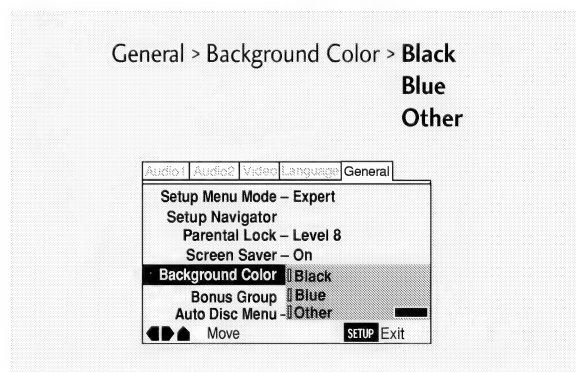 General > Background Color > Black
Blue
Other
Audio1 Audio2 Video Language General
Setup Menu Mode – Expert
Setup Navigator
Parental Lock – Level 8
Screen Saver – On
Background Color Black
Bonus Group Blue
Auto Disc Menu – Other
Move SETUP Exit